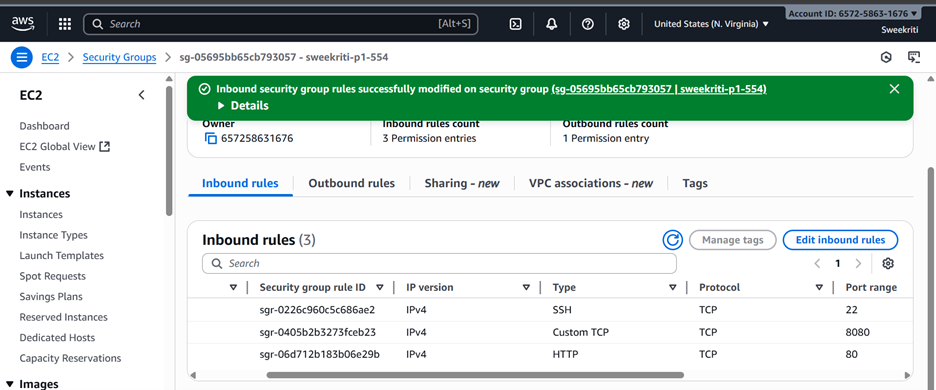 aws
Search [Alt+S]
United States (N. Virginia)
Account ID: 6572-5863-1676
Sweekriti
EC2 Security Groups sg-05695bb65cb793057 - sweekriti-p1-554
EC2
Dashboard
EC2 Global View
Events
Instances
Instances
Instance Types
Launch Templates
Spot Requests
Savings Plans
Reserved Instances
Dedicated Hosts
Capacity Reservations
Images
Inbound security group rules successfully modified on security group (sg-05695bb65cb793057 | sweekriti-p1-554)
Details
Owner Inbound rules count Outbound rules count
657258631676 3 Permission entries 1 Permission entry
Inbound rules Outbound rules Sharing - new VPC associations - new Tags
Inbound rules (3) Manage tags Edit inbound rules
Search 1
Security group rule ID IP version Type Protocol Port range
sgr-0226c960c5c686ae2 IPv4 SSH TCP 22
sgr-0405b2b3273fceb23 IPv4 Custom TCP TCP 8080
sgr-06d712b183b06e29b IPv4 HTTP TCP 80